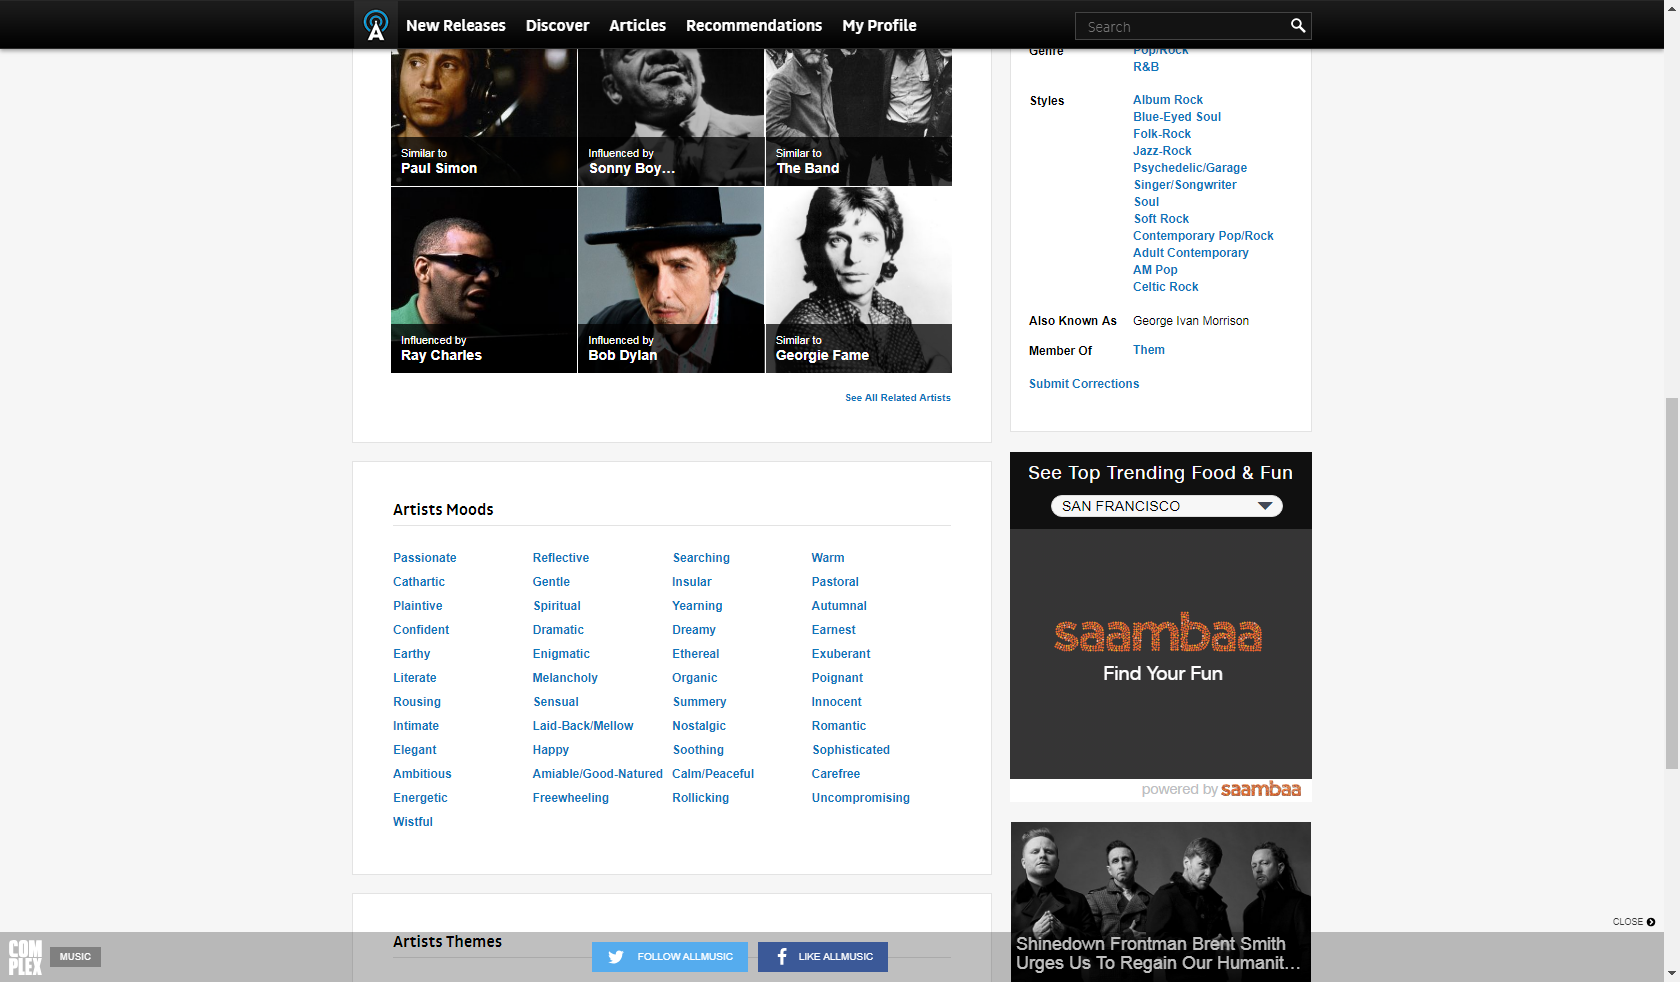 New Releases Discover Articles Recommendations My Profile Search
Similar to
Paul Simon
Influenced by
Sonny Boy...
Similar to
The Band
Influenced by
Ray Charles
Influenced by
Bob Dylan
Similar to
Georgie Fame
See All Related Artists
Genre Pop/Rock
R&B
Styles Album Rock
Blue-Eyed Soul
Folk-Rock
Jazz-Rock
Psychedelic/Garage
Singer/Songwriter
Soul
Soft Rock
Contemporary Pop/Rock
Adult Contemporary
AM Pop
Celtic Rock
Also Known As George Ivan Morrison
Member Of Them
Submit Corrections
Artists Moods
Passionate Reflective Searching Warm
Cathartic Gentle Insular Pastoral
Plaintive Spiritual Yearning Autumnal
Confident Dramatic Dreamy Earnest
Earthy Enigmatic Ethereal Exuberant
Literate Melancholy Organic Poignant
Rousing Sensual Summery Innocent
Intimate Laid-Back/Mellow Nostalgic Romantic
Elegant Happy Soothing Sophisticated
Ambitious Amiable/Good-Natured Calm/Peaceful Carefree
Energetic Freewheeling Rollicking Uncompromising
Wistful
See Top Trending Food & Fun
SAN FRANCISCO
saambaa
Find Your Fun
powered by saambaa
Shinedown Frontman Brent Smith
Urges Us To Regain Our Humanit...
Artists Themes
CLOSE
COM
PLEX
MUSIC
FOLLOW ALLMUSIC
LIKE ALLMUSIC